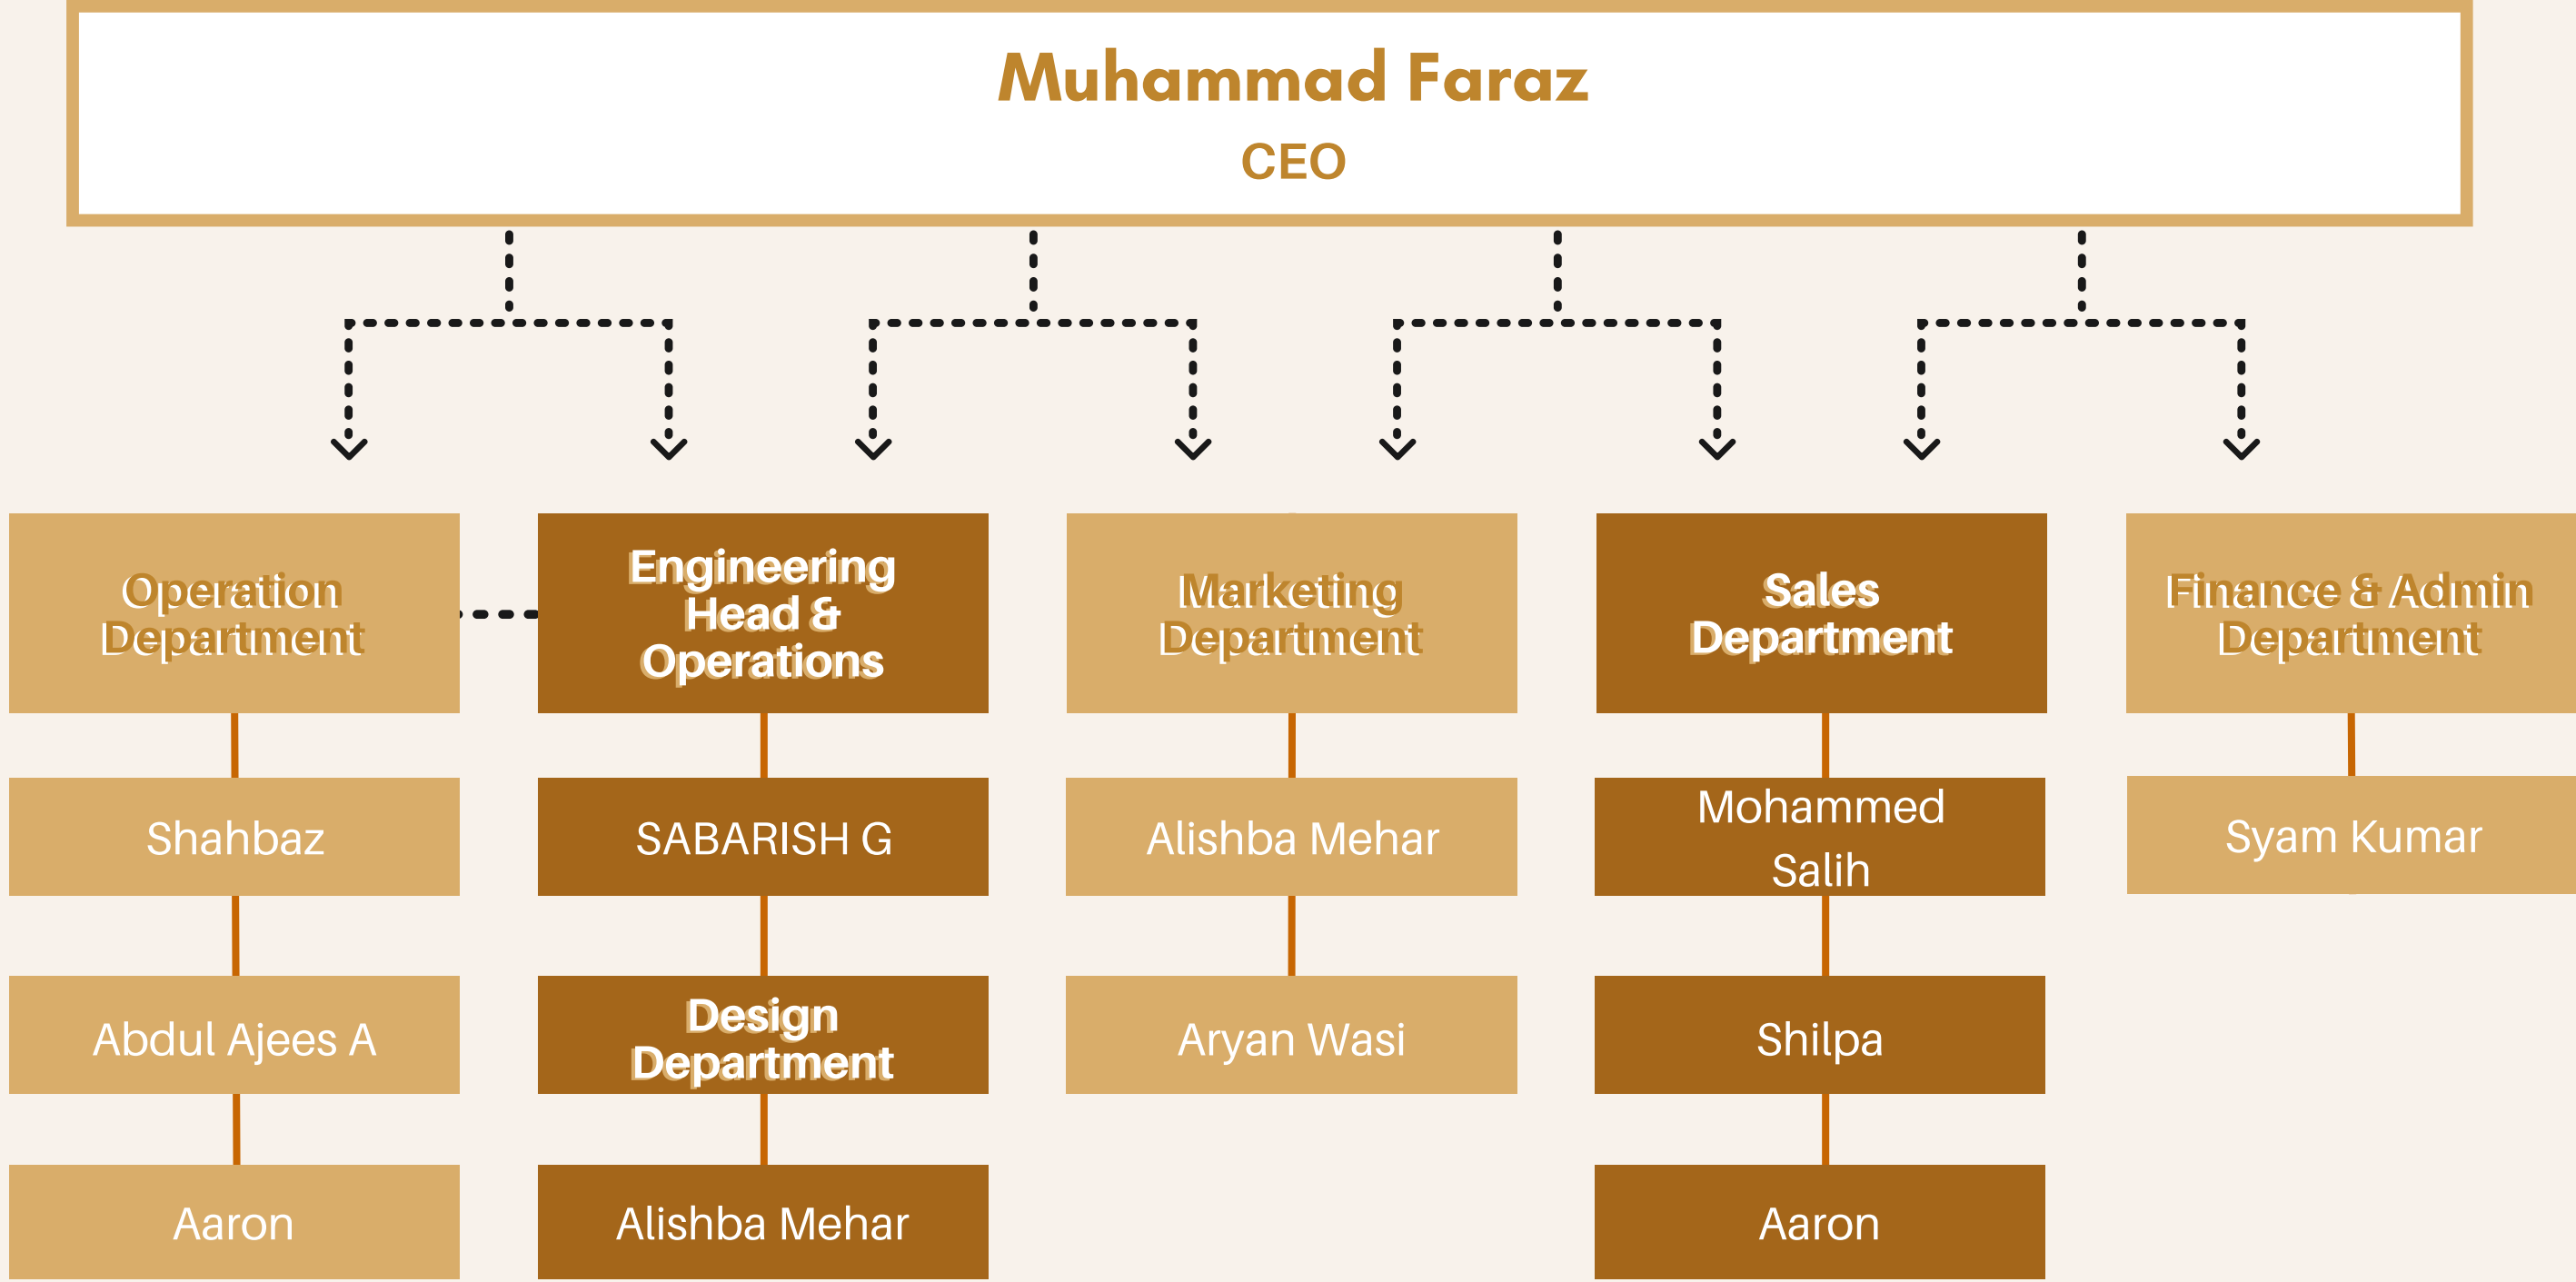 Muhammad Faraz
CEO
Operation
Department
Engineering
Head &
Operations
Marketing
Department
Sales
Department
Finance & Admin
Department
Shahbaz
SABARISH G
Alishba Mehar
Mohammed
Salih
Syam Kumar
Abdul Ajees A
Design
Department
Aryan Wasi
Shilpa
Aaron
Alishba Mehar
Aaron